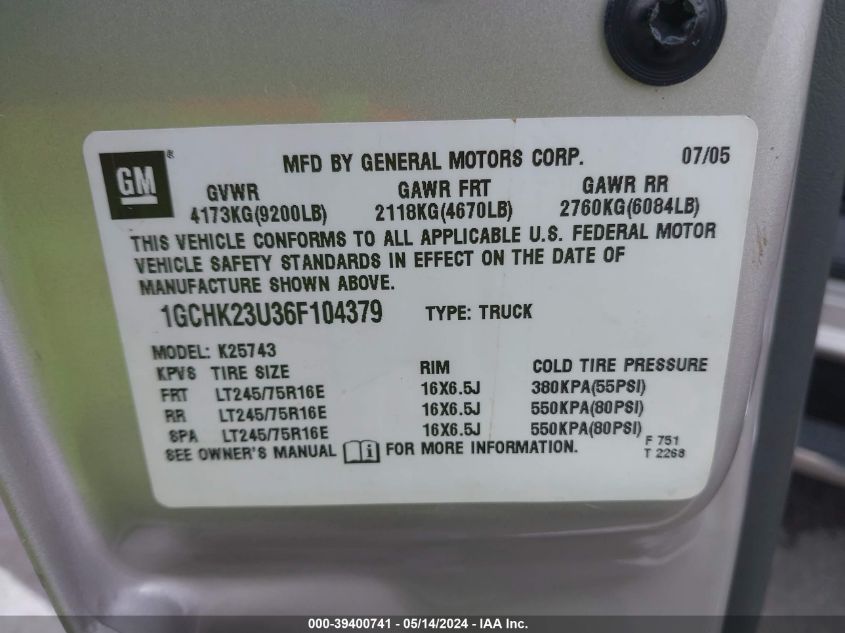 GM ® MFD BY GENERAL MOTORS CORP. 07/05
GVWR GAWR FRT GAWR RR
4173KG(9200LB) 2118KG(4670LB) 2760KG(6084LB)
THIS VEHICLE CONFORMS TO ALL APPLICABLE U.S. FEDERAL MOTOR
VEHICLE SAFETY STANDARDS IN EFFECT ON THE DATE OF
MANUFACTURE SHOWN ABOVE.
1GCHK23U36F104379 TYPE: TRUCK
MODEL: K25743
KPVS TIRE SIZE RIM COLD TIRE PRESSURE
FRT LT245/75R16E 16X6.5J 380KPA(55PSI)
RR LT245/75R16E 16X6.5J 550KPA(80PSI)
SPA LT245/75R16E 16X6.5J 550KPA(80PSI)
SEE OWNER'S MANUAL i FOR MORE INFORMATION.
F 751
T 2268
000-39400741 / 05/14/2024 - IAA Inc.